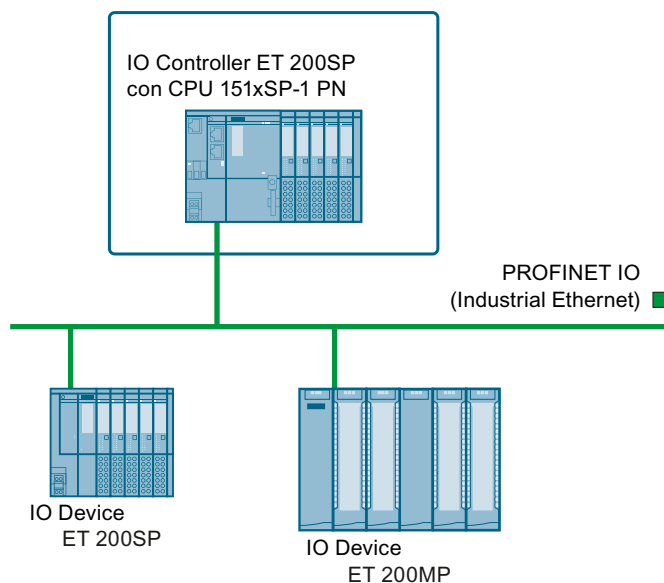 IO Controller ET 200SP
con CPU 151xSP-1 PN
PROFINET IO
(Industrial Ethernet)
IO Device
ET 200SP
IO Device
ET 200MP